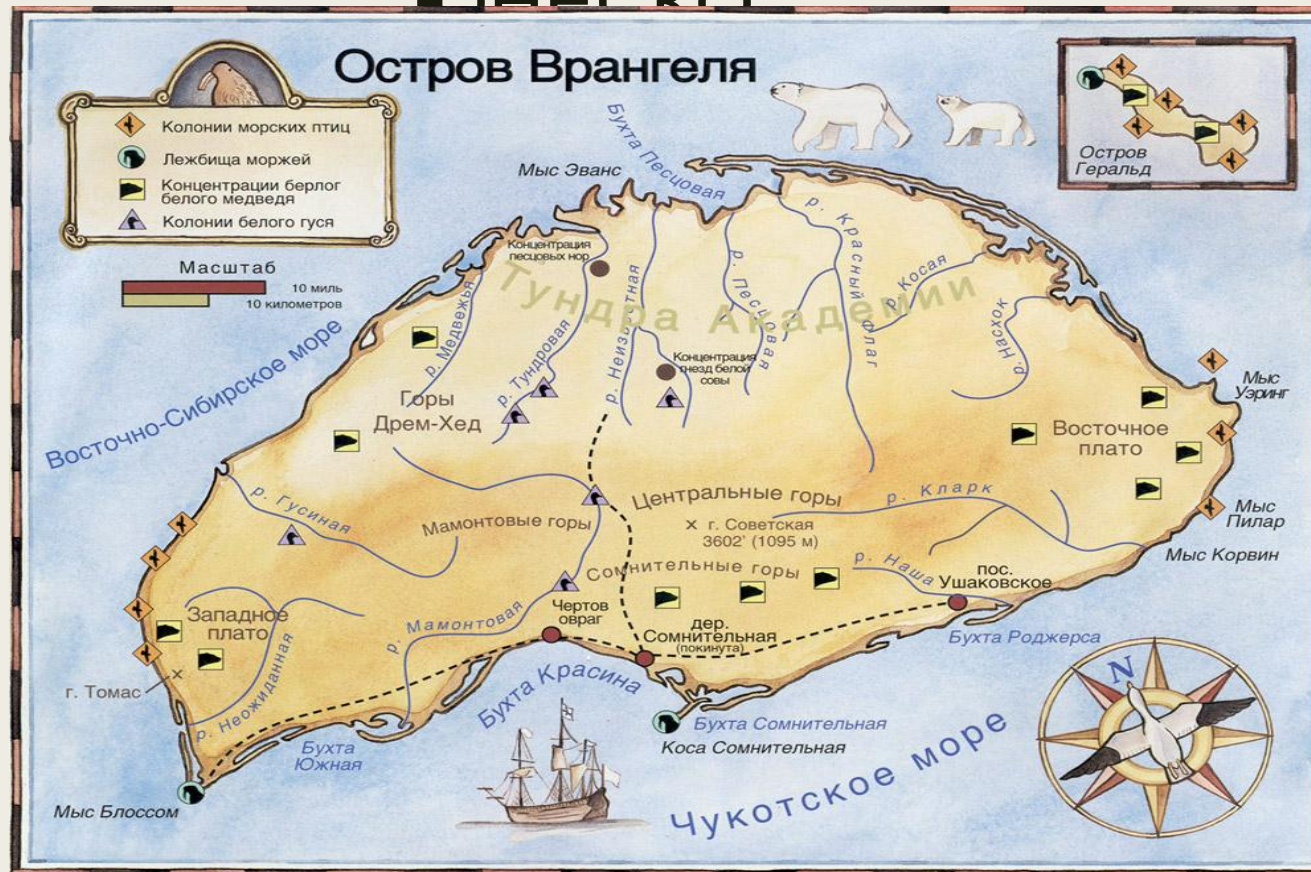 Остров Врангеля
Колонии морских птиц
Лежбища моржей
Концентрации берлог
белого медведя
Колонии белого гуся
Масштаб
10 миль
10 километров
Остров
Геральд
Бухта Песцовая
Мыс Эванс
Концентрация
песцовых нор
Тундра Академии
р. Медвежья
р. Тундровая
р. Неизвестная
р. Песцовая
р. Красный Флаг
р. Косая
р. Насхок
Концентрация
гнезд белой
совы
Восточно-Сибирское море
Горы
Дрем-Хед
Мыс
Уэринг
Восточное
плато
р. Гусиная
Мамонтовые горы
Центральные горы
р. Кларк
г. Советская
3602' (1095 м)
Мыс
Пилар
Мыс Корвин
Сомнительные горы
р. Наша
пос.
Ушаковское
Западное
плато
р. Мамонтовая
Чертов
овраг
дер.
Сомнительная
(покинута)
Бухта Роджерса
г. Томас
р. Неожиданная
Бухта Красина
Бухта
Южная
Бухта Сомнительная
Коса Сомнительная
Чукотское море
Мыс Блоссом
N